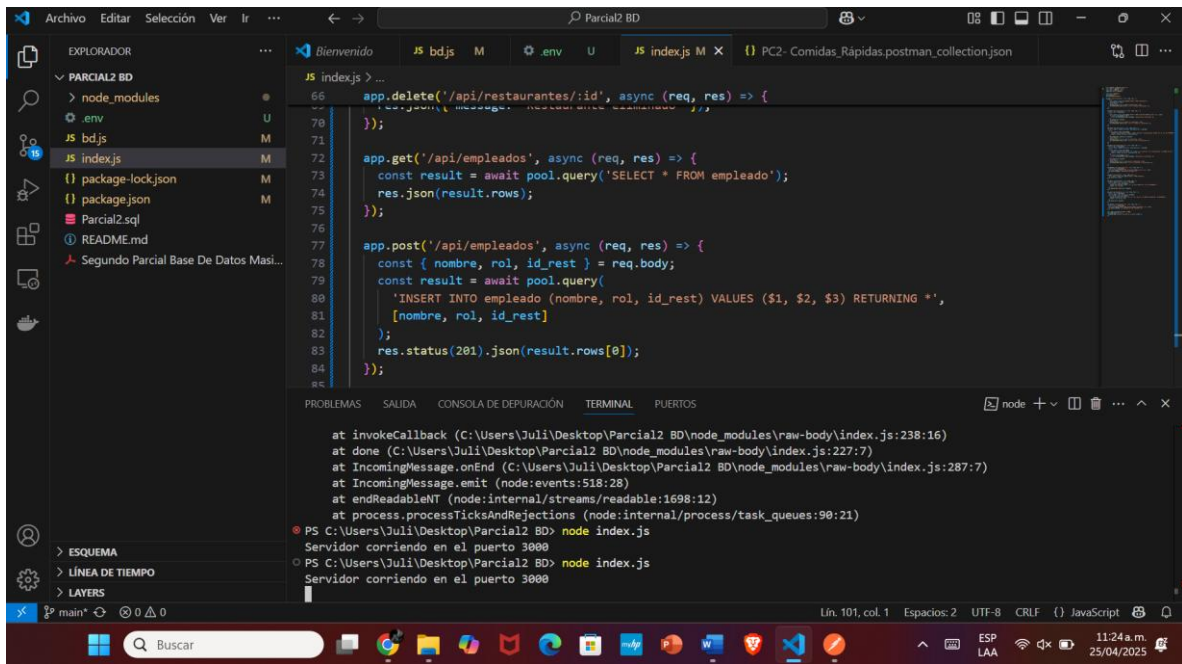 Archivo Editar Selección Ver Ir ... Parcial2 BD
EXPLORADOR ...
PARCIAL2 BD
node_modules
.env U
JS bd.js M
JS index.js M
{} package-lock.json M
{} package.json M
Parcial2.sql
README.md
Segundo Parcial Base De Datos Masi...
15
ESQUEMA
LÍNEA DE TIEMPO
LAYERS
Bienvenido JS bd.js M .env U JS index.js M {} PC2- Comidas_Rápidas.postman_collection.json ...
JS index.js > ...
66 app.delete('/api/restaurantes/:id', async (req, res) => {
70 });
71
72 app.get('/api/empleados', async (req, res) => {
73 const result = await pool.query('SELECT * FROM empleado');
74 res.json(result.rows);
75 });
76
77 app.post('/api/empleados', async (req, res) => {
78 const { nombre, rol, id_rest } = req.body;
79 const result = await pool.query(
80 'INSERT INTO empleado (nombre, rol, id_rest) VALUES ($1, $2, $3) RETURNING *',
81 [nombre, rol, id_rest]
82 );
83 res.status(201).json(result.rows[0]);
84 });
85
PROBLEMAS SALIDA CONSOLA DE DEPURACIÓN TERMINAL PUERTOS node ...
at invokeCallback (C:\Users\Juli\Desktop\Parcial2 BD\node_modules\raw-body\index.js:238:16)
at done (C:\Users\Juli\Desktop\Parcial2 BD\node_modules\raw-body\index.js:227:7)
at IncomingMessage.onEnd (C:\Users\Juli\Desktop\Parcial2 BD\node_modules\raw-body\index.js:287:7)
at IncomingMessage.emit (node:events:518:28)
at endReadableNT (node:internal/streams/readable:1698:12)
at process.processTicksAndRejections (node:internal/process/task_queues:90:21)
PS C:\Users\Juli\Desktop\Parcial2 BD> node index.js
Servidor corriendo en el puerto 3000
PS C:\Users\Juli\Desktop\Parcial2 BD> node index.js
Servidor corriendo en el puerto 3000
main* 0 0 Lín. 101, col. 1 Espacios: 2 UTF-8 CRLF {} JavaScript
Buscar ESP 11:24 a.m.
LAA 25/04/2025